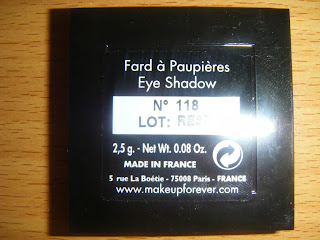 Fard à Paupières
Eye Shadow
N° 118
LOT:
2,5 g. - Net Wt. 0.08 Oz.
MADE IN FRANCE
5 rue La Boétie - 75008 Paris - FRANCE
www.makeupforever.com